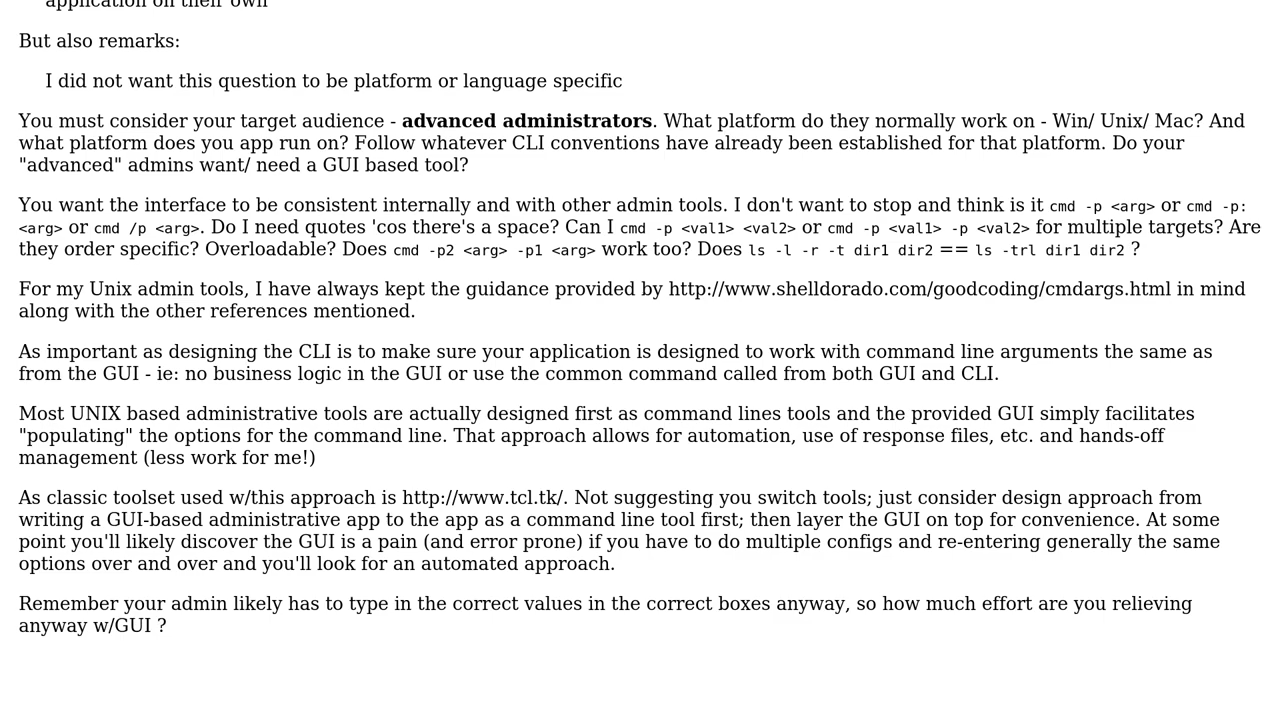 application on their own
But also remarks:
I did not want this question to be platform or language specific
You must consider your target audience - advanced administrators. What platform do they normally work on - Win/ Unix/ Mac? And
what platform does you app run on? Follow whatever CLI conventions have already been established for that platform. Do your
"advanced" admins want/ need a GUI based tool?
You want the interface to be consistent internally and with other admin tools. I don't want to stop and think is it cmd -p <arg> or cmd -p:
<arg> or cmd /p <arg>. Do I need quotes 'cos there's a space? Can I cmd -p <val1> <val2> or cmd -p <val1> -p <val2> for multiple targets? Are
they order specific? Overloadable? Does cmd -p2 <arg> -p1 <arg> work too? Does ls -l -r -t dir1 dir2 == ls -trl dir1 dir2 ?
For my Unix admin tools, I have always kept the guidance provided by http://www.shelldorado.com/goodcoding/cmdargs.html in mind
along with the other references mentioned.
As important as designing the CLI is to make sure your application is designed to work with command line arguments the same as
from the GUI - ie: no business logic in the GUI or use the common command called from both GUI and CLI.
Most UNIX based administrative tools are actually designed first as command lines tools and the provided GUI simply facilitates
"populating" the options for the command line. That approach allows for automation, use of response files, etc. and hands-off
management (less work for me!)
As classic toolset used w/this approach is http://www.tcl.tk/. Not suggesting you switch tools; just consider design approach from
writing a GUI-based administrative app to the app as a command line tool first; then layer the GUI on top for convenience. At some
point you'll likely discover the GUI is a pain (and error prone) if you have to do multiple configs and re-entering generally the same
options over and over and you'll look for an automated approach.
Remember your admin likely has to type in the correct values in the correct boxes anyway, so how much effort are you relieving
anyway w/GUI ?